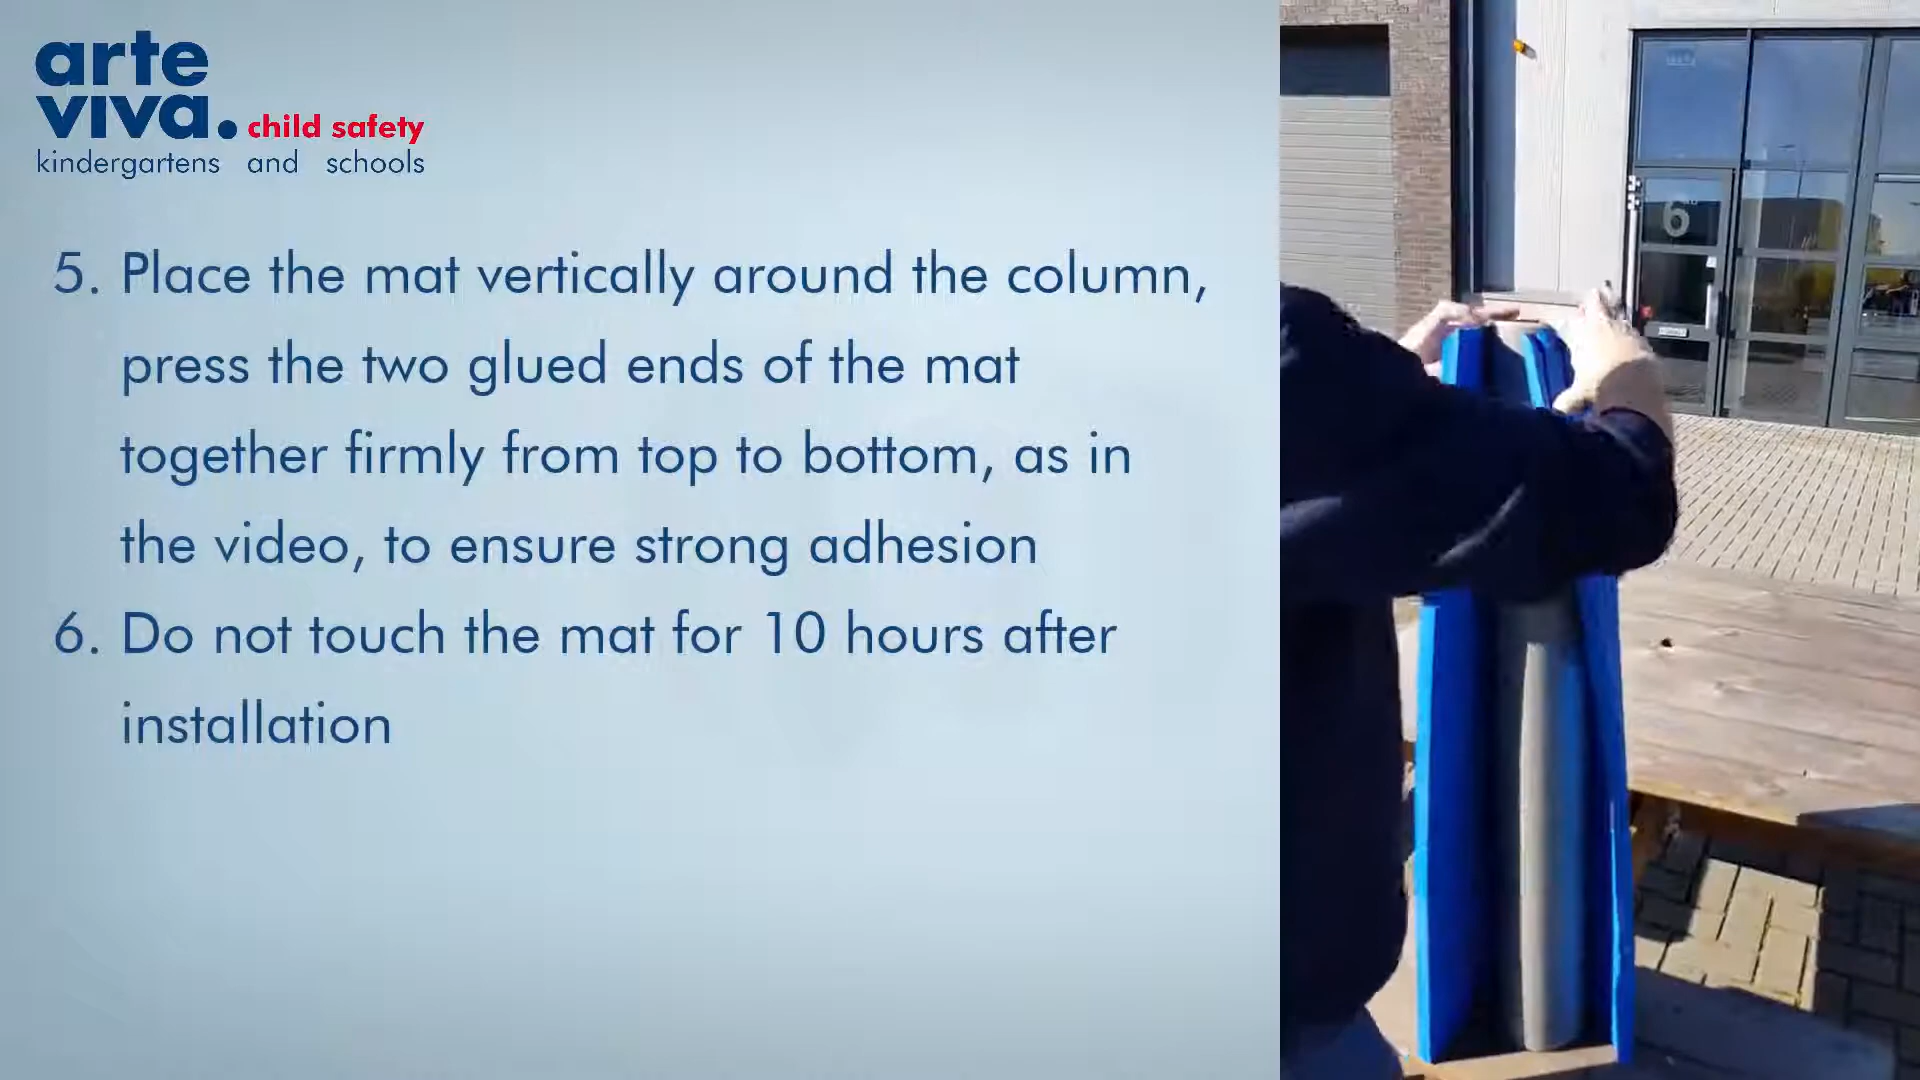 arte
viva. child safety
kindergartens and schools
5. Place the mat vertically around the column,
press the two glued ends of the mat
together firmly from top to bottom, as in
the video, to ensure strong adhesion
6. Do not touch the mat for 10 hours after
installation
6